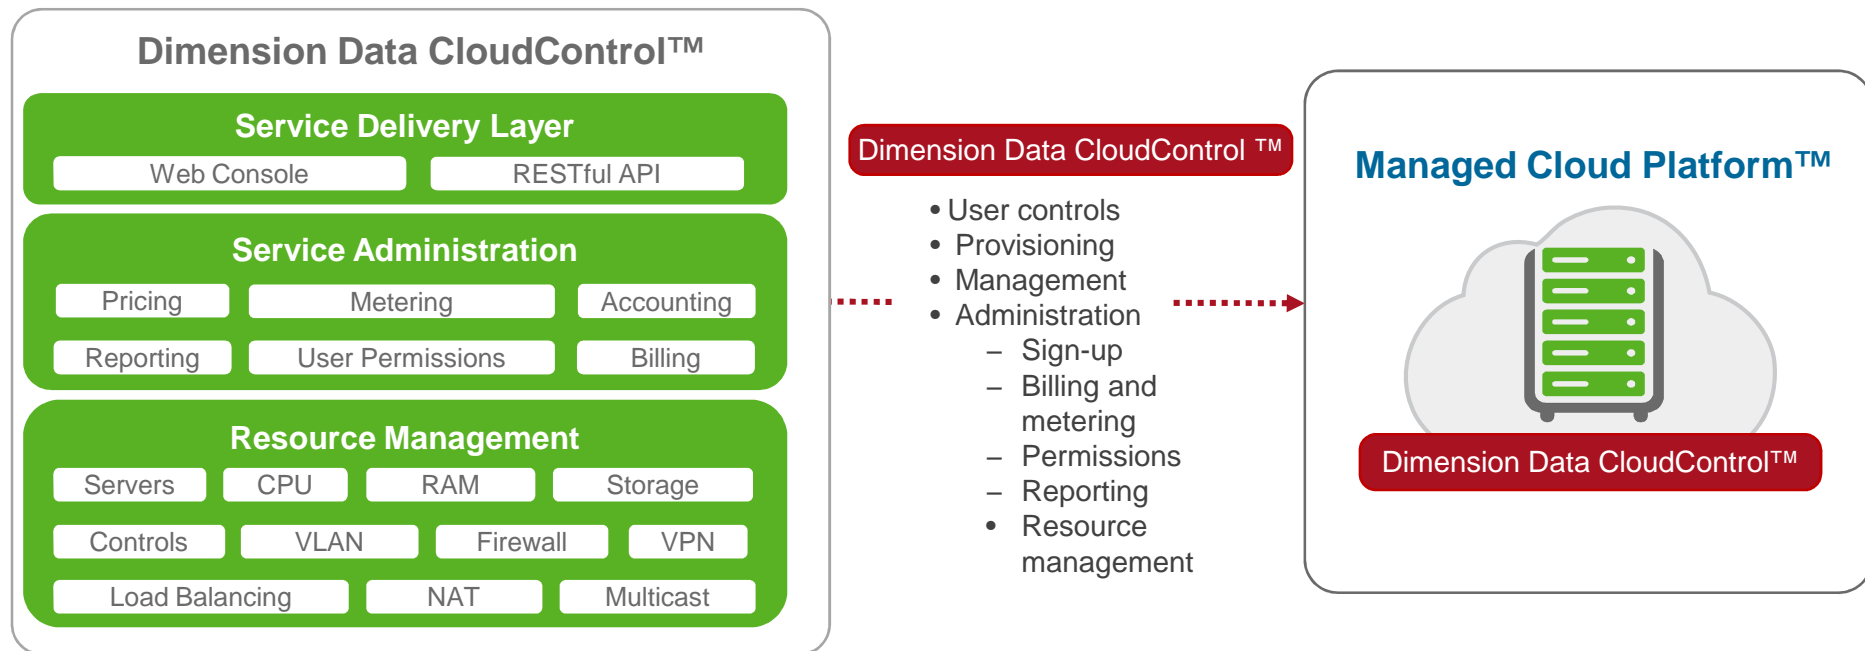 Dimension Data CloudControl™
Service Delivery Layer
Web Console
RESTful API
Service Administration
Pricing
Metering
Accounting
Reporting
User Permissions
Billing
Resource Management
Servers
CPU
RAM
Storage
Controls
VLAN
Firewall
VPN
Load Balancing
NAT
Multicast
Dimension Data CloudControl ™
• User controls
• Provisioning
• Management
• Administration
– Sign-up
– Billing and
metering
– Permissions
– Reporting
• Resource
management
Managed Cloud Platform™
Dimension Data CloudControl™